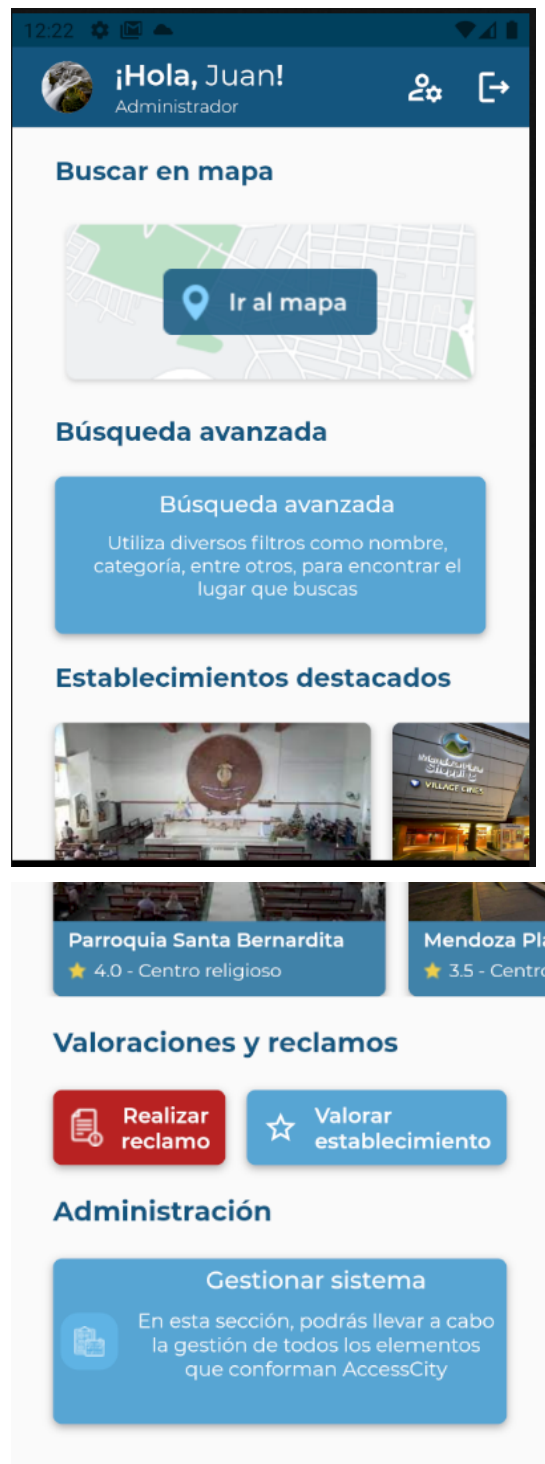 12:22
¡Hola, Juan!
Administrador
Buscar en mapa
Ir al mapa
Búsqueda avanzada
Búsqueda avanzada
Utiliza diversos filtros como nombre,
categoría, entre otros, para encontrar el
lugar que buscas
Establecimientos destacados
Shopping
VILLAGE CINES
Parroquia Santa Bernardita
4.0 - Centro religioso
Mendoza Pla
3.5 - Centro
Valoraciones y reclamos
Realizar
reclamo
Valorar
establecimiento
Administración
Gestionar sistema
En esta sección, podrás llevar a cabo
la gestión de todos los elementos
que conforman AccessCity